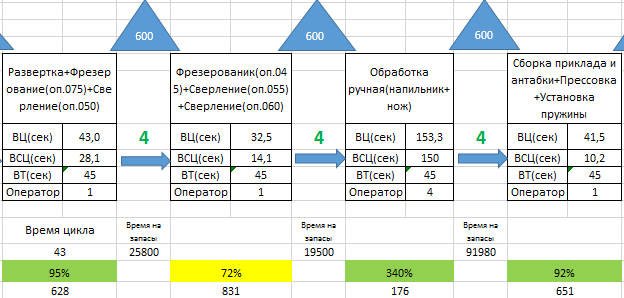 600
600
600
Развертка+Фрезер
ование(оп.075)+Све
рление(оп.050)
Фрезерованик(оп.04
5)+Сверление(оп.055)
+Сверление(оп.060)
Обработка
ручная(напильник+
нож)
Сборка приклада и
антабки+Прессовка
+Установка
пружины
ВЦ(сек) 43,0 4 ВЦ(сек) 32,5 4 ВЦ(сек) 153,3 4 ВЦ(сек) 41,5
ВСЦ(сек) 28,1 ВСЦ(сек) 14,1 ВСЦ(сек) 150 ВСЦ(сек) 10,2
ВТ(сек) 45 ВТ(сек) 45 ВТ(сек) 45 ВТ(сек) 45
Оператор 1 Оператор 1 Оператор 4 Оператор 1
Время цикла
Время на
запасы
Время на
запасы
Время на
запасы
43 25800 19500 91980
95% 72% 340% 92%
628 831 176 651